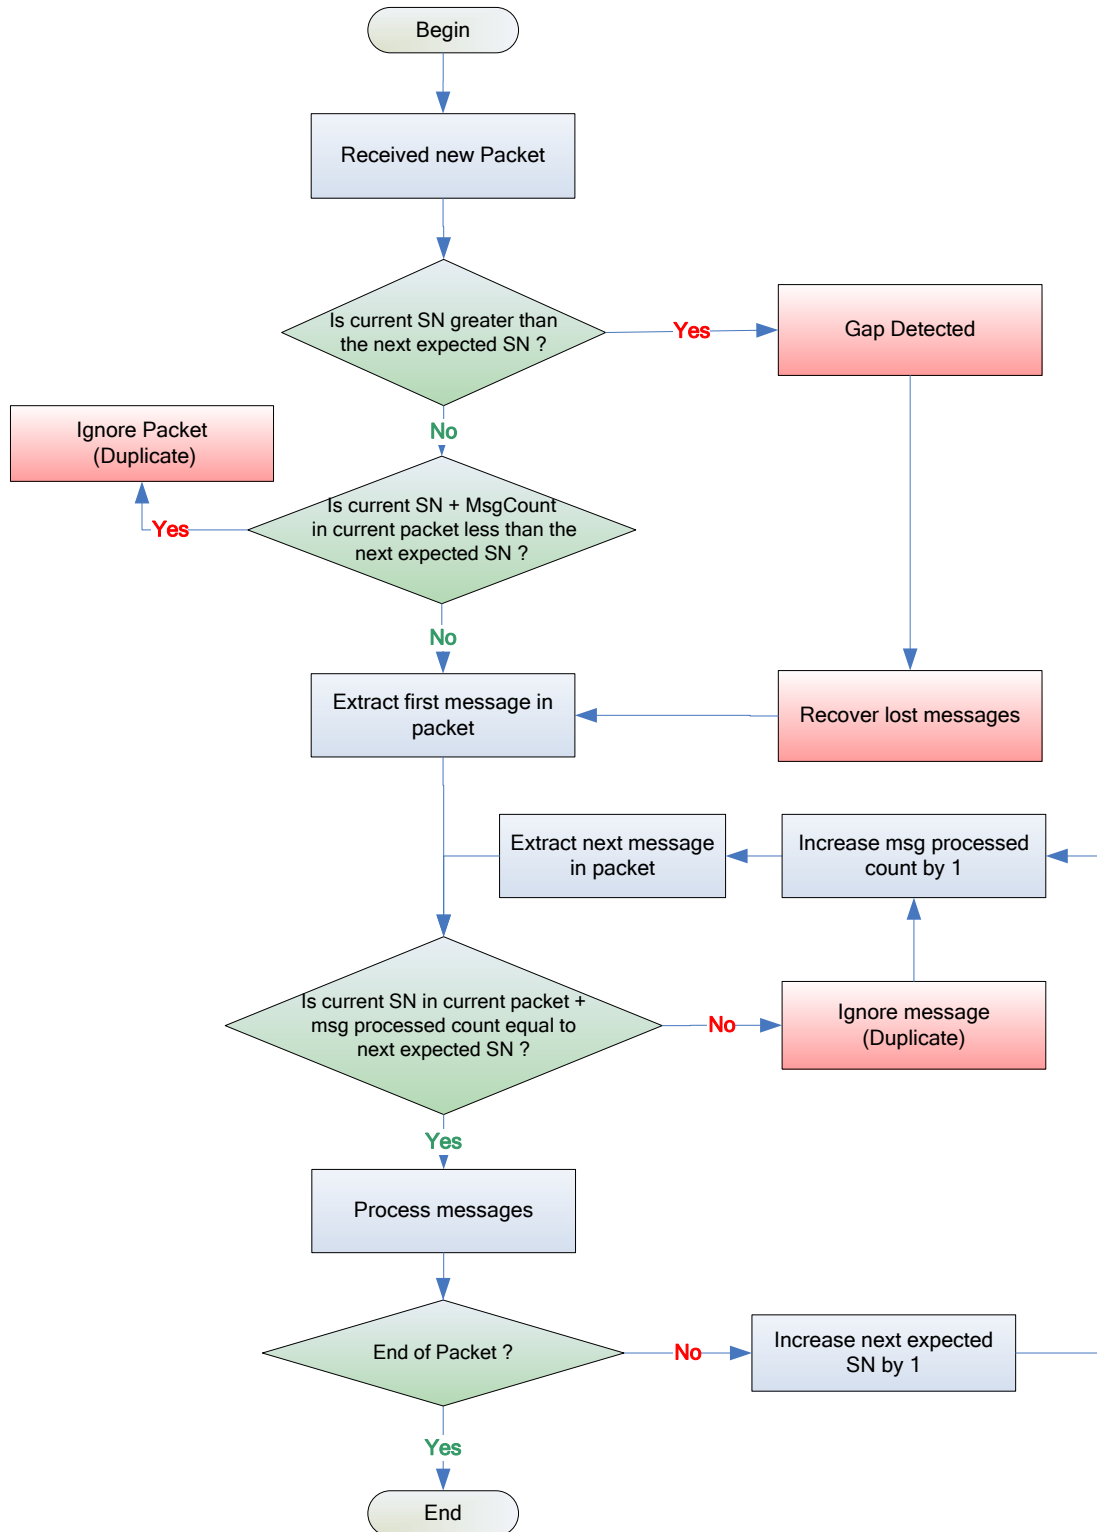 Begin
Received new Packet
Is current SN greater than
the next expected SN ?
Yes
Gap Detected
No
Ignore Packet
(Duplicate)
Is current SN + MsgCount
in current packet less than the
next expected SN ?
Yes
No
Extract first message in
packet
Recover lost messages
Extract next message
in packet
Increase msg processed
count by 1
Is current SN in current packet +
msg processed count equal to
next expected SN ?
No
Ignore message
(Duplicate)
Yes
Process messages
End of Packet ?
No
Increase next expected
SN by 1
Yes
End